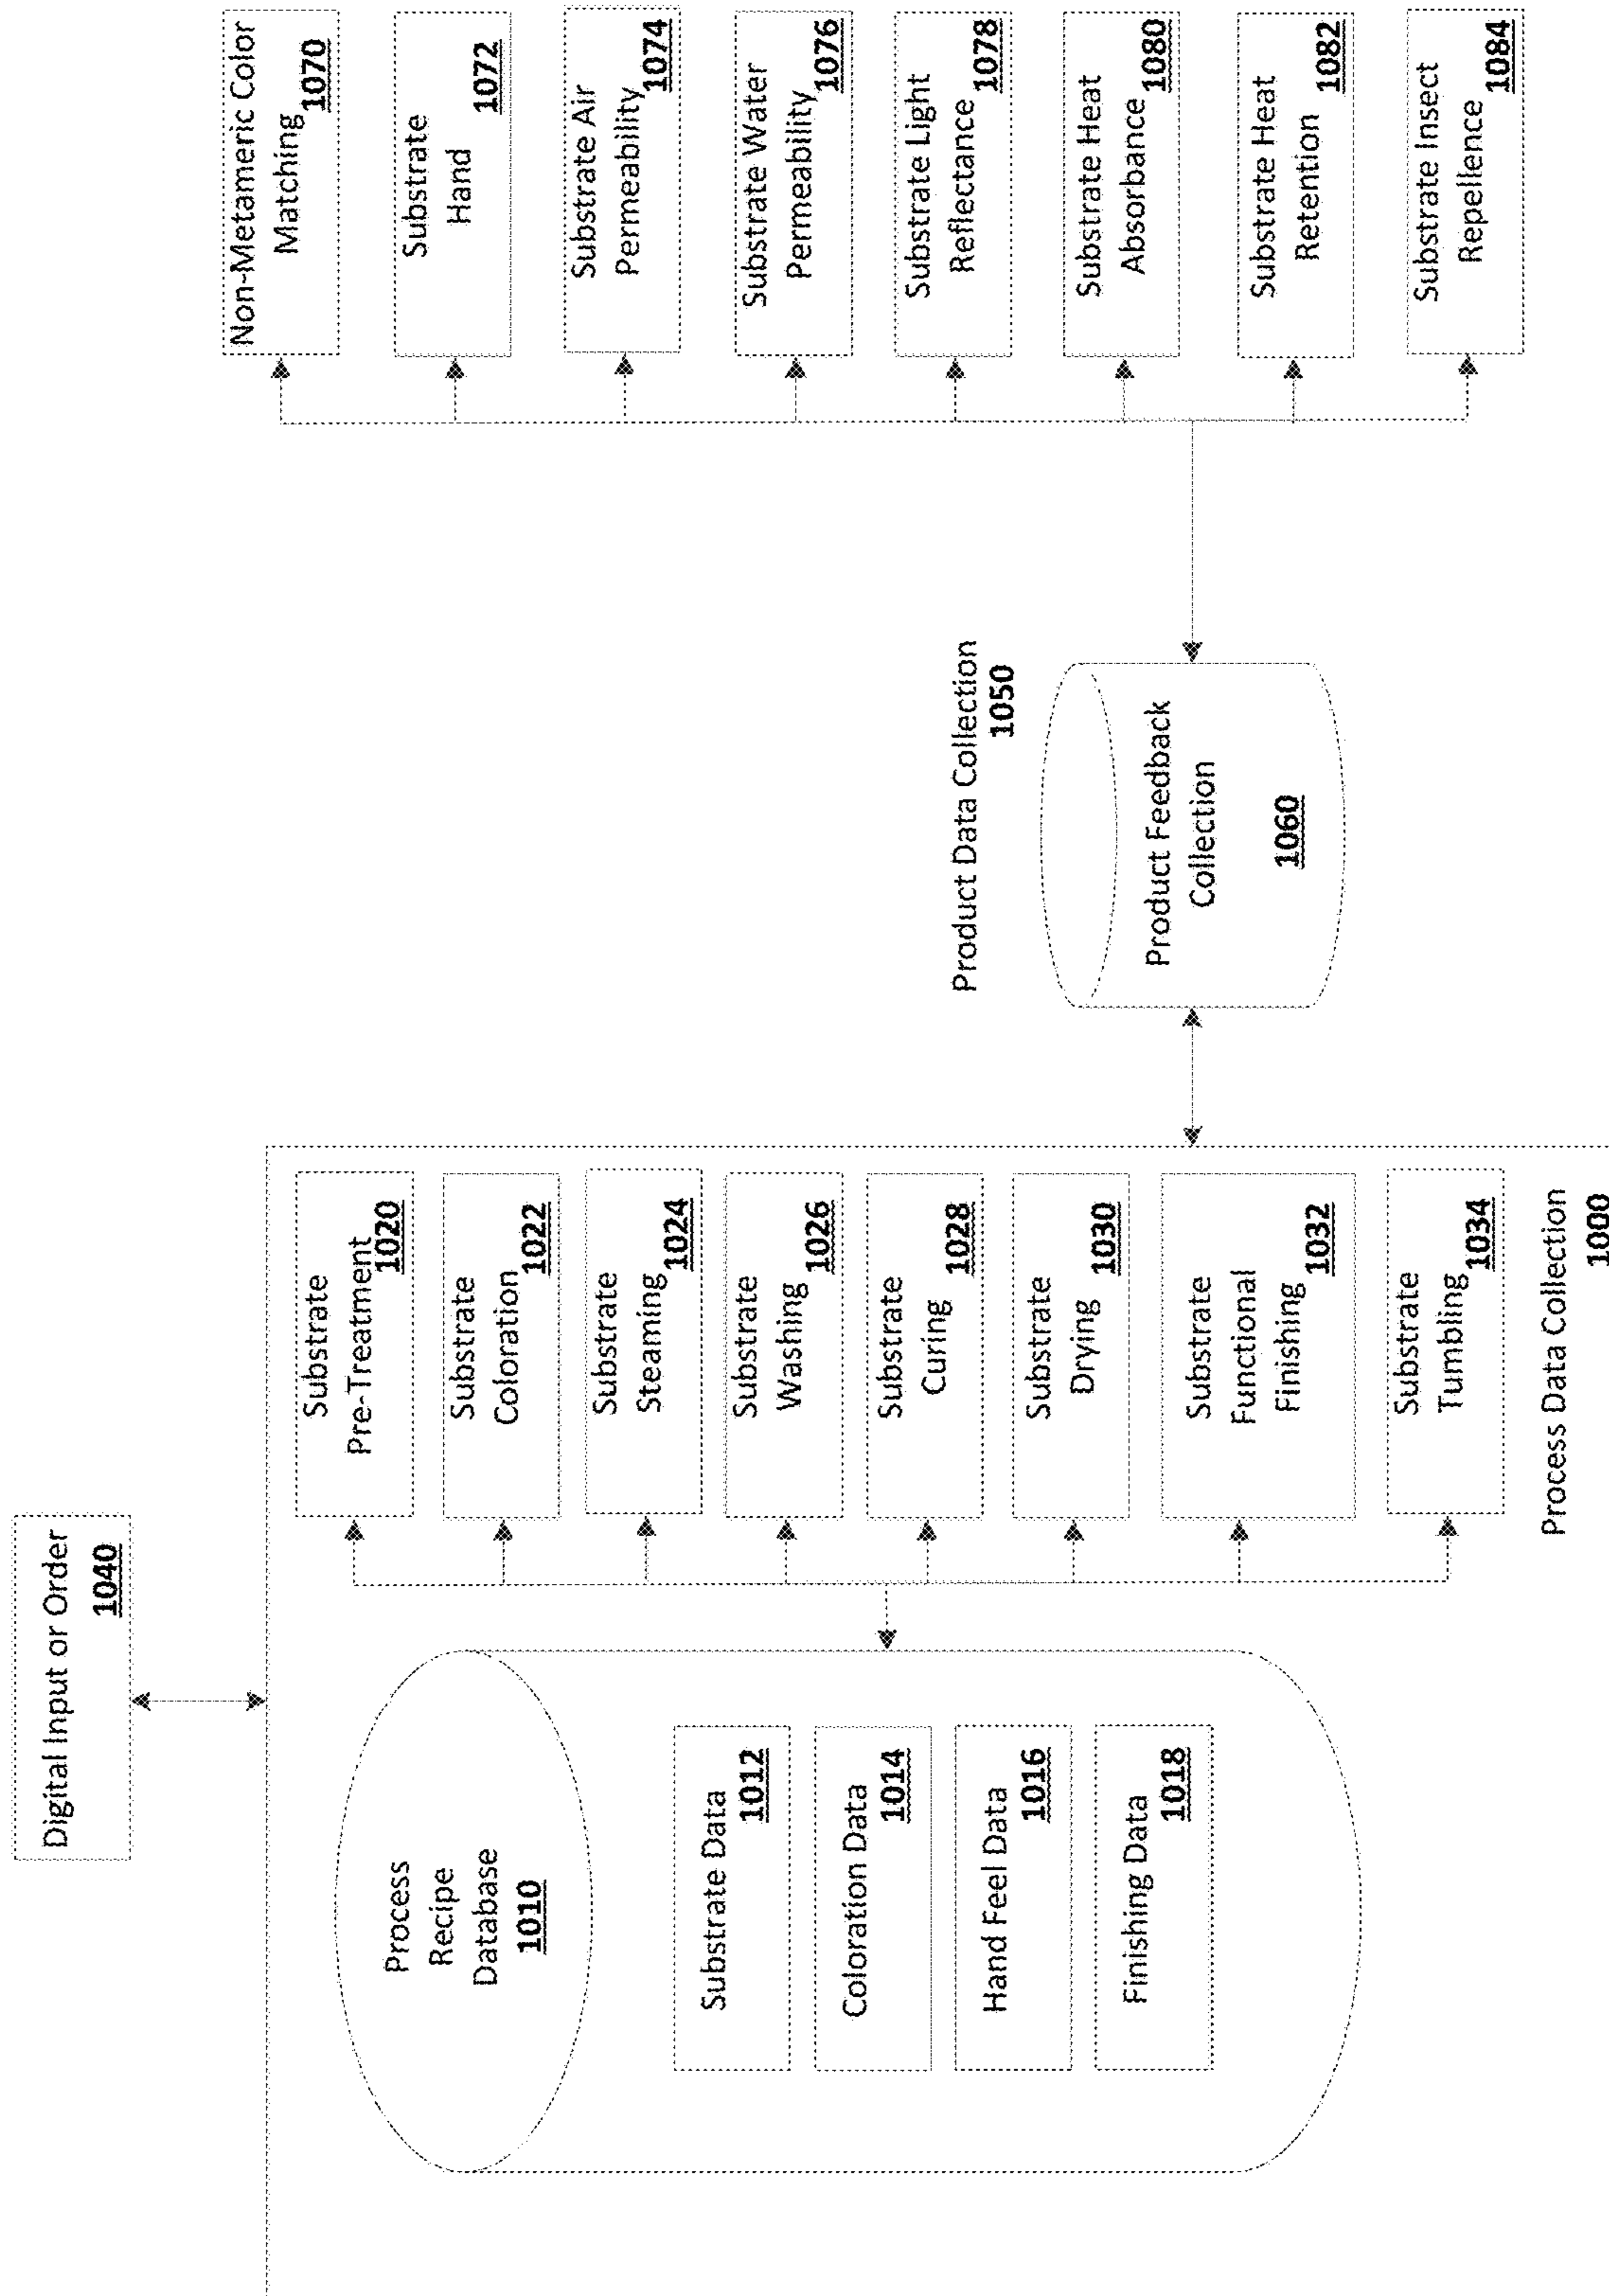 Digital Input or Order
1040
Process
Recipe
Database
1010
Substrate Data
1012
Coloration Data
1014
Hand Feel Data
1016
Finishing Data
1018
Substrate
Pre-Treatment
1020
Substrate
Coloration
1022
Substrate
Steaming
1024
Substrate
Washing
1026
Substrate
Curing
1028
Substrate
Drying
1030
Substrate
Functional
Finishing
1032
Substrate
Tumbling
1034
Process Data Collection
1000
Product Data Collection
1050
Product Feedback
Collection
1060
Non-Metameric Color
Matching
1070
Substrate
Hand
1072
Substrate Air
Permeability
1074
Substrate Water
Permeability
1076
Substrate Light
Reflectance
1078
Substrate Heat
Absorbance
1080
Substrate Heat
Retention
1082
Substrate Insect
Repellence
1084